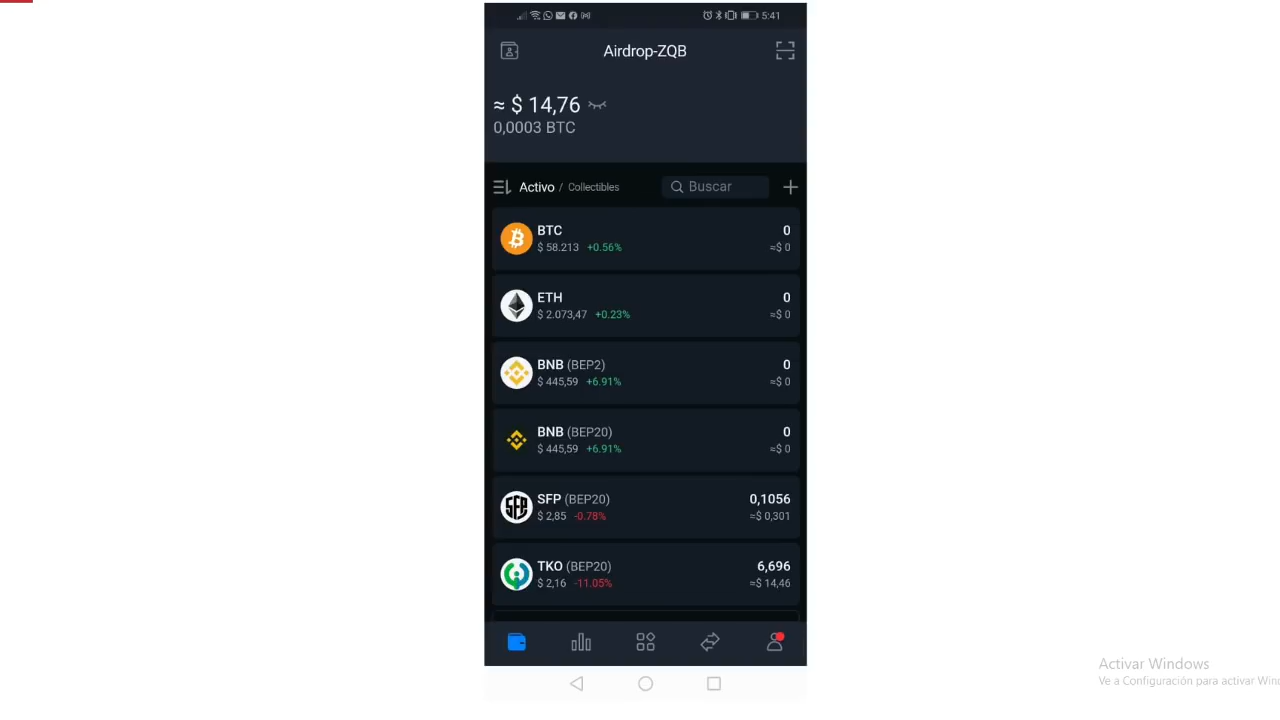 5:41
Airdrop-ZQB
≈ $ 14,76
0,0003 BTC
Activo / Collectibles Buscar
BTC 0
$ 58.213 +0.56% ≈$ 0
ETH 0
$ 2.073,47 +0.23% ≈$ 0
BNB (BEP2) 0
$ 445,59 +6.91% ≈$ 0
BNB (BEP20) 0
$ 445,59 +6.91% ≈$ 0
SFP (BEP20) 0,1056
$ 2,85 -0.78% ≈$ 0,301
TKO (BEP20) 6,696
$ 2,16 -11.05% ≈$ 14,46
Activar Windows
Ve a Configuración para activar Win